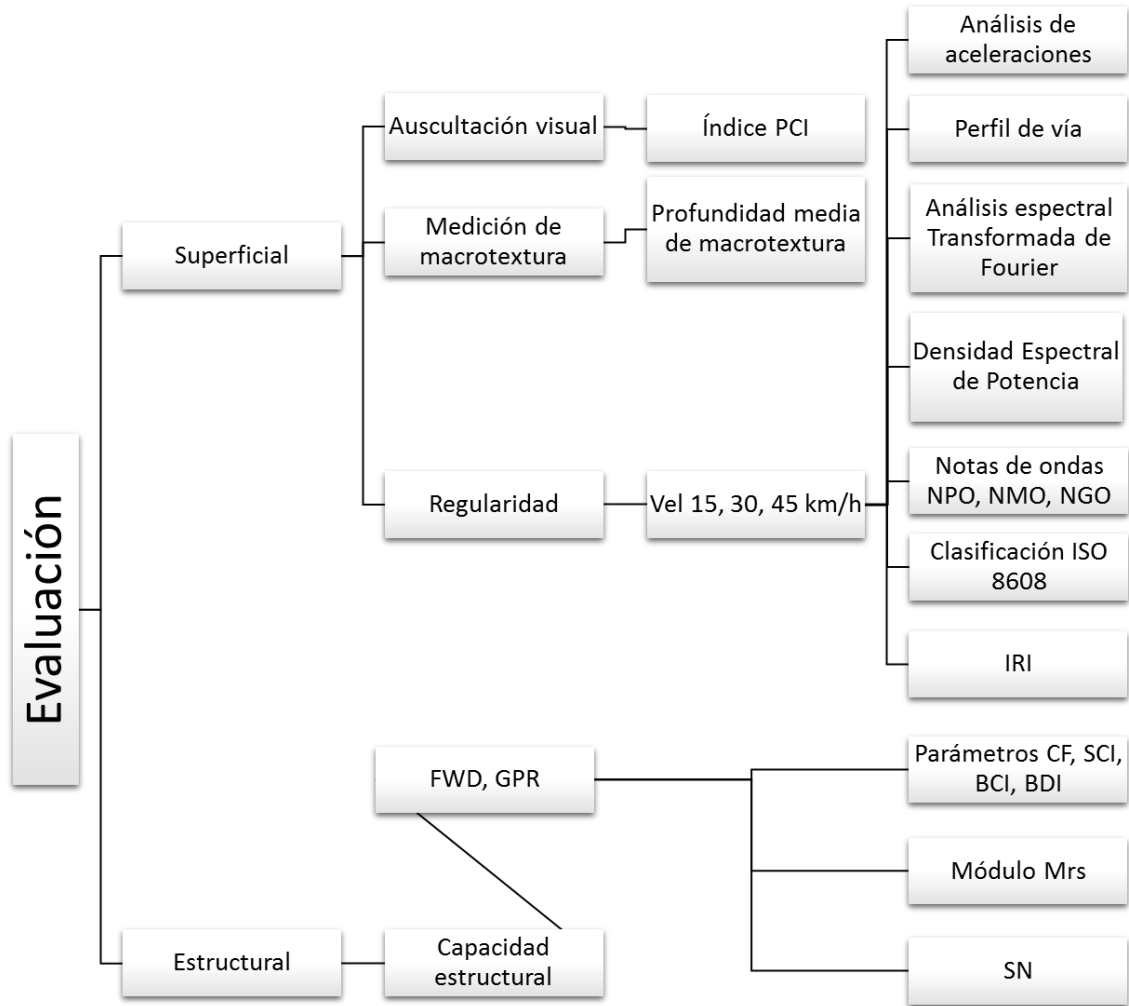 Evaluación
Superficial
Auscultación visual
Índice PCI
Medición de
macrotextura
Profundidad media
de macrotextura
Regularidad
Vel 15, 30, 45 km/h
Análisis de
aceleraciones
Perfil de vía
Análisis espectral
Transformada de
Fourier
Densidad Espectral
de Potencia
Notas de ondas
NPO, NMO, NGO
Clasificación ISO
8608
IRI
Estructural
Capacidad
estructural
FWD, GPR
Parámetros CF, SCI,
BCI, BDI
Módulo Mrs
SN